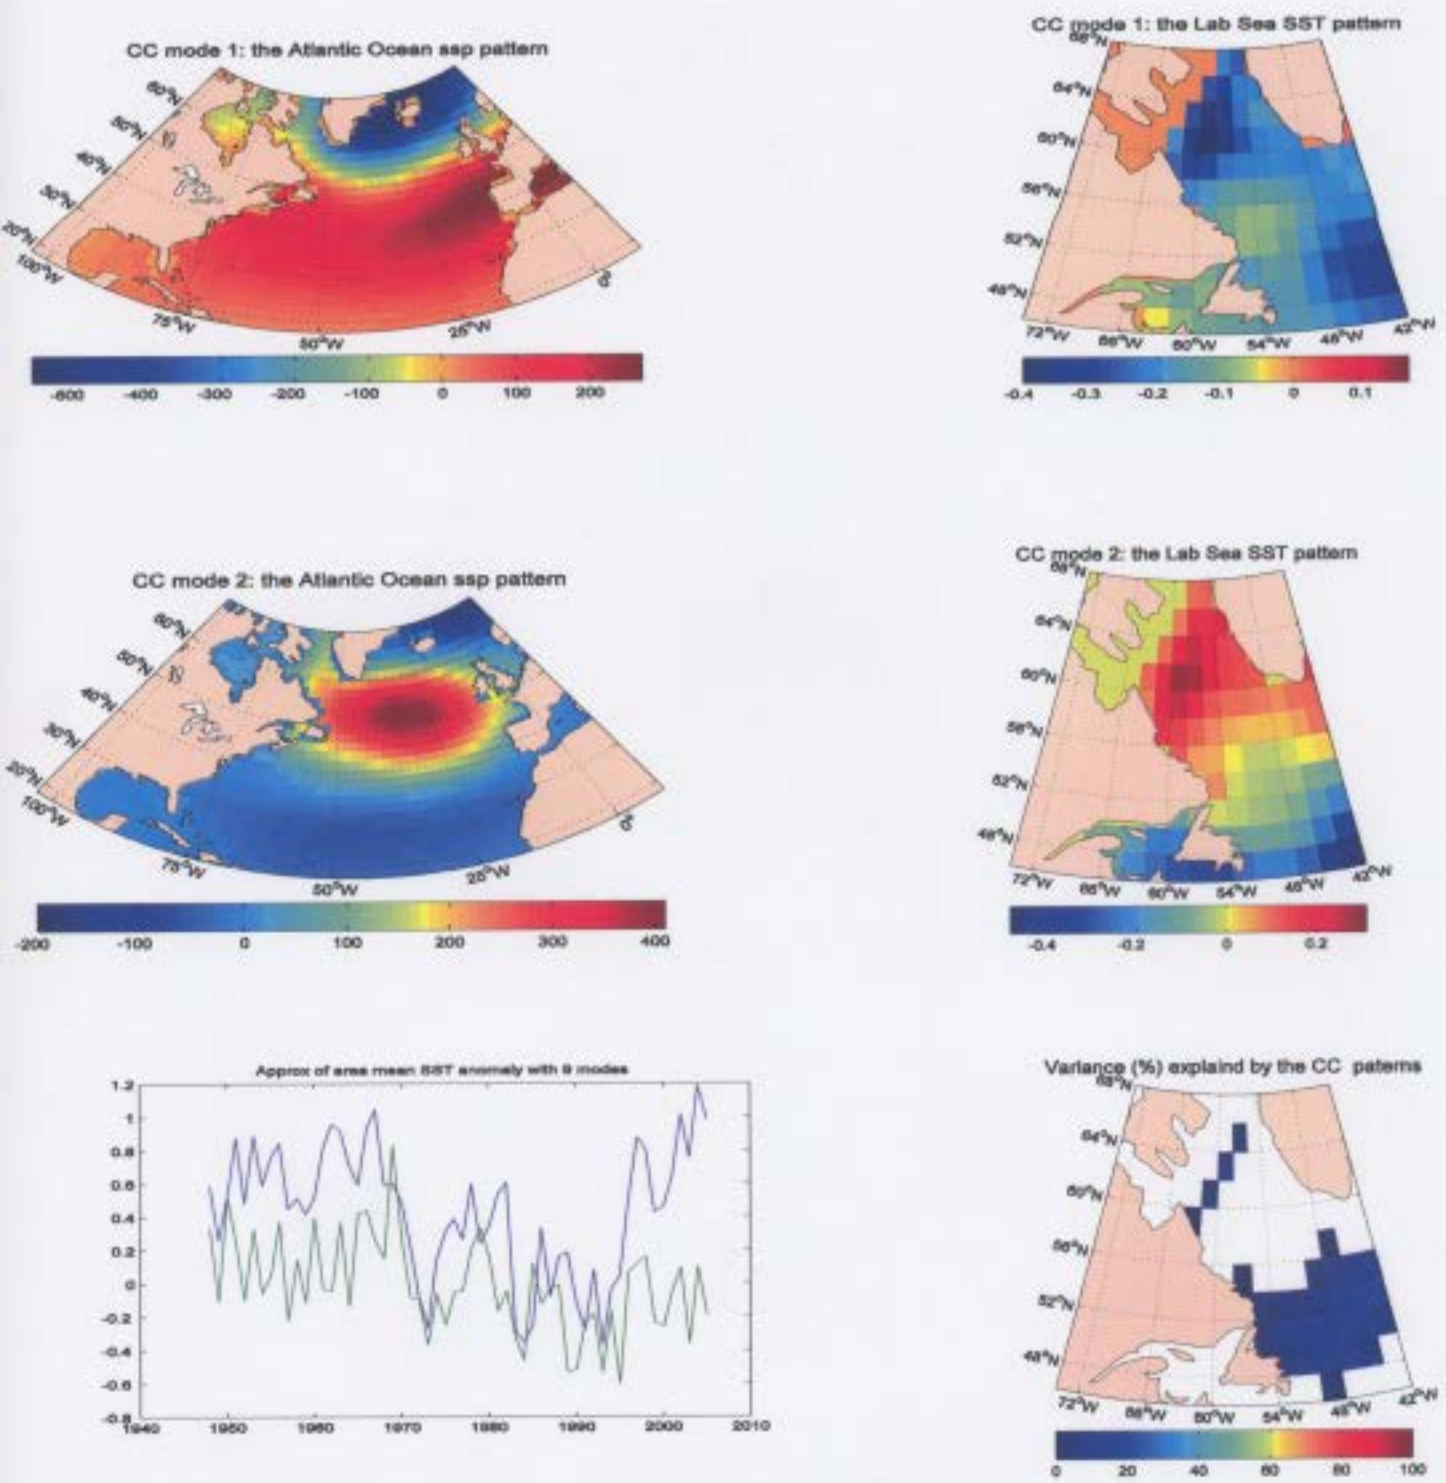 CC mode 1: the Atlantic Ocean ssp pattern
60°N
50°N
40°N
30°N
20°N
100°W
75°W
50°W
25°W
0°
-600 -400 -300 -200 -100 0 100 200
CC mode 1: the Lab Sea SST pattern
68°N
64°N
60°N
56°N
52°N
48°N
72°W 66°W 60°W 54°W 48°W 42°W
-0.4 -0.3 -0.2 -0.1 0 0.1
CC mode 2: the Atlantic Ocean ssp pattern
60°N
50°N
40°N
30°N
20°N
100°W
75°W
50°W
25°W
0°
-200 -100 0 100 200 300 400
CC mode 2: the Lab Sea SST pattern
68°N
64°N
60°N
56°N
52°N
48°N
72°W 66°W 60°W 54°W 48°W 42°W
-0.4 -0.2 0 0.2
Approx of area mean SST anomaly with 9 modes
1.2
1
0.8
0.6
0.4
0.2
0
-0.2
-0.4
-0.6
-0.8
1940 1950 1960 1970 1980 1990 2000 2010
Variance (%) explaind by the CC paterns
68°N
64°N
60°N
56°N
52°N
48°N
72°W 66°W 60°W 54°W 48°W 42°W
0 20 40 60 80 100